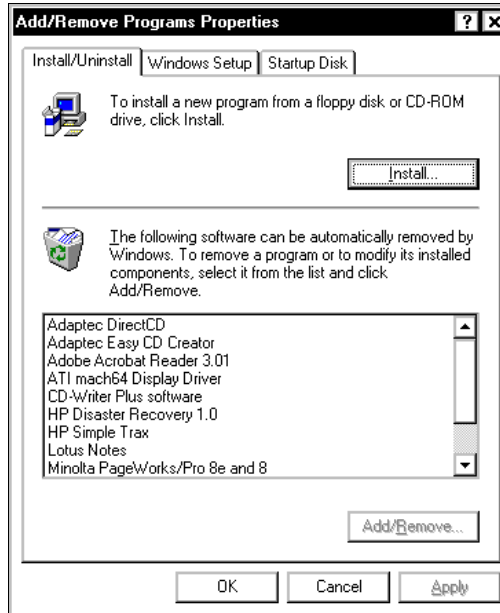 Add/Remove Programs Properties
Install/Uninstall Windows Setup Startup Disk
To install a new program from a floppy disk or CD-ROM
drive, click Install.
Install...
The following software can be automatically removed by
Windows. To remove a program or to modify its installed
components, select it from the list and click
Add/Remove.
Adaptec DirectCD
Adaptec Easy CD Creator
Adobe Acrobat Reader 3.01
ATI mach64 Display Driver
CD-Writer Plus software
HP Disaster Recovery 1.0
HP Simple Trax
Lotus Notes
Minolta PageWorks/Pro 8e and 8
Add/Remove...
OK Cancel Apply